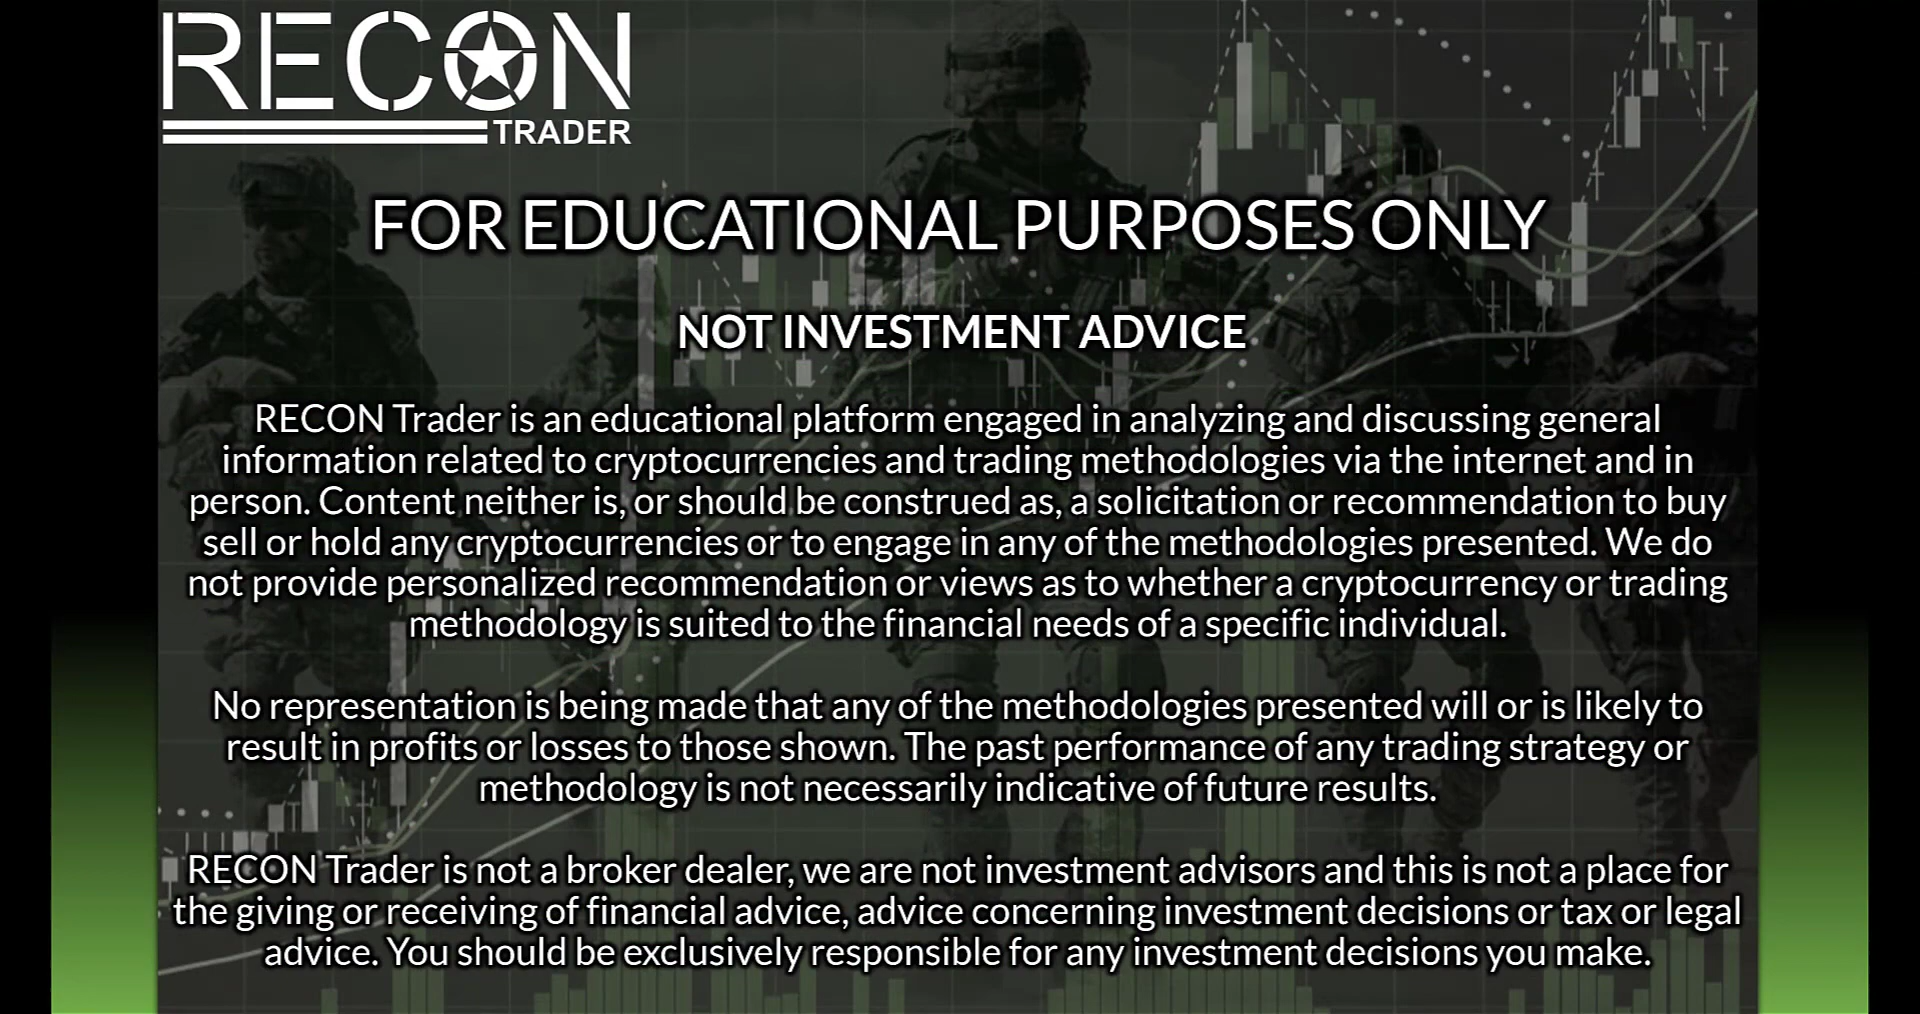 RECON
TRADER
FOR EDUCATIONAL PURPOSES ONLY
NOT INVESTMENT ADVICE
RECON Trader is an educational platform engaged in analyzing and discussing general
information related to cryptocurrencies and trading methodologies via the internet and in
person. Content neither is, or should be construed as, a solicitation or recommendation to buy
sell or hold any cryptocurrencies or to engage in any of the methodologies presented. We do
not provide personalized recommendation or views as to whether a cryptocurrency or trading
methodology is suited to the financial needs of a specific individual.
No representation is being made that any of the methodologies presented will or is likely to
result in profits or losses to those shown. The past performance of any trading strategy or
methodology is not necessarily indicative of future results.
RECON Trader is not a broker dealer, we are not investment advisors and this is not a place for
the giving or receiving of financial advice, advice concerning investment decisions or tax or legal
advice. You should be exclusively responsible for any investment decisions you make.